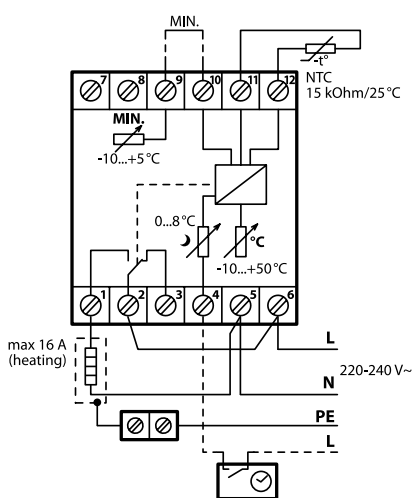 MIN.
-t°
NTC
15 kOhm/25°C
7 8 9 10 11 12
MIN.
-10...+5°C
0...8°C
°C
-10...+50°C
1 2 3 4 5 6
max 16 A
(heating)
L
N
220-240 V~
PE
L